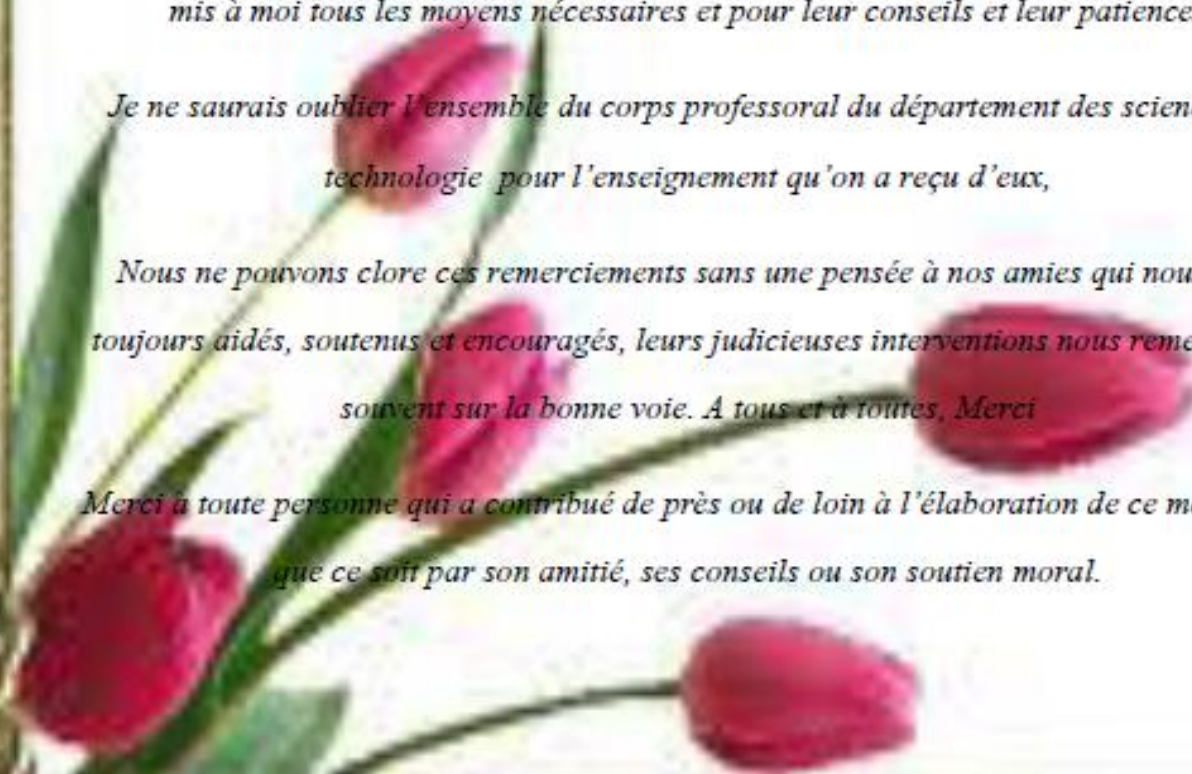 mis à moi tous les moyens nécessaires et pour leur conseils et leur patience
Je ne saurais oublier l'ensemble du corps professoral du département des scien
technologie pour l'enseignement qu'on a reçu d'eux,
Nous ne pouvons clore ces remerciements sans une pensée à nos amies qui nou
toujours aidés, soutenus et encouragés, leurs judicieuses interventions nous reme
souvent sur la bonne voie. A tous et à toutes, Merci
Merci à toute personne qui a contribué de près ou de loin à l'élaboration de ce m
que ce soit par son amitié, ses conseils ou son soutien moral.